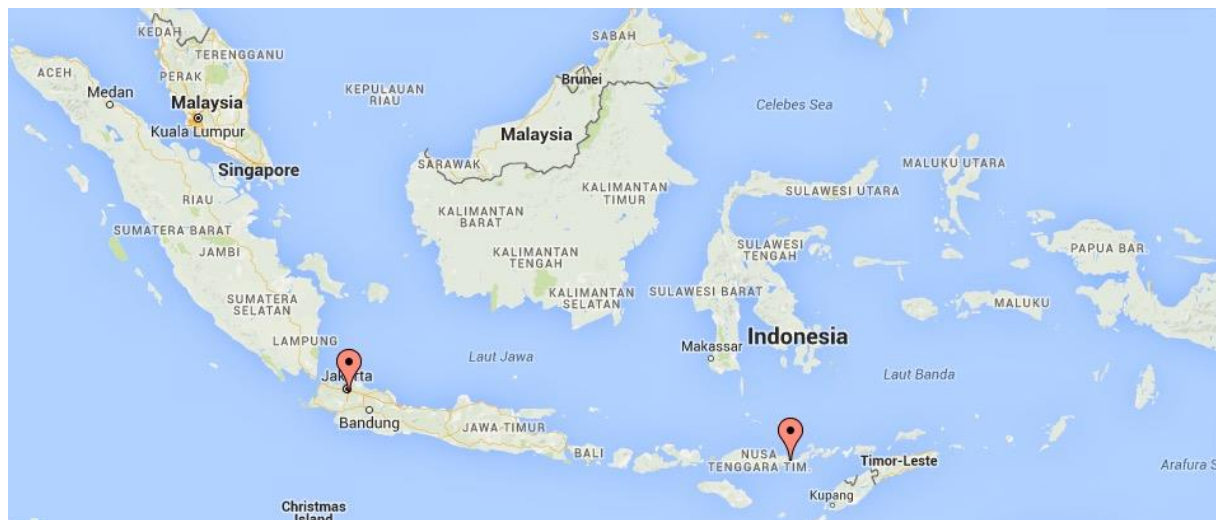 KEDAH
TERENGGANU
SABAH
ACEH
PERAK
Brunei
Medan
KEPULAUAN
RIAU
Malaysia
Celebes Sea
Kuala Lumpur
Malaysia
Singapore
SARAWAK
MALUKU UTARA
KALIMANTAN
TIMUR
SULAWESI UTARA
RIAU
KALIMANTAN
BARAT
SUMATERA BARAT
JAMBI
SULAWESI
TENGAH
PAPUA BAR.
KALIMANTAN
TENGAH
KALIMANTAN
SELATAN
SULAWESI BARAT
SUMATERA
SELATAN
MALUKU
LAMPUNG
Indonesia
Makassar
Laut Jawa
Laut Banda
Bandung
JAWA TIMUR
BALI
NUSA
TENGGARA TIM.
Timor-Leste
Arafura S
Kupang
Christmas
Island